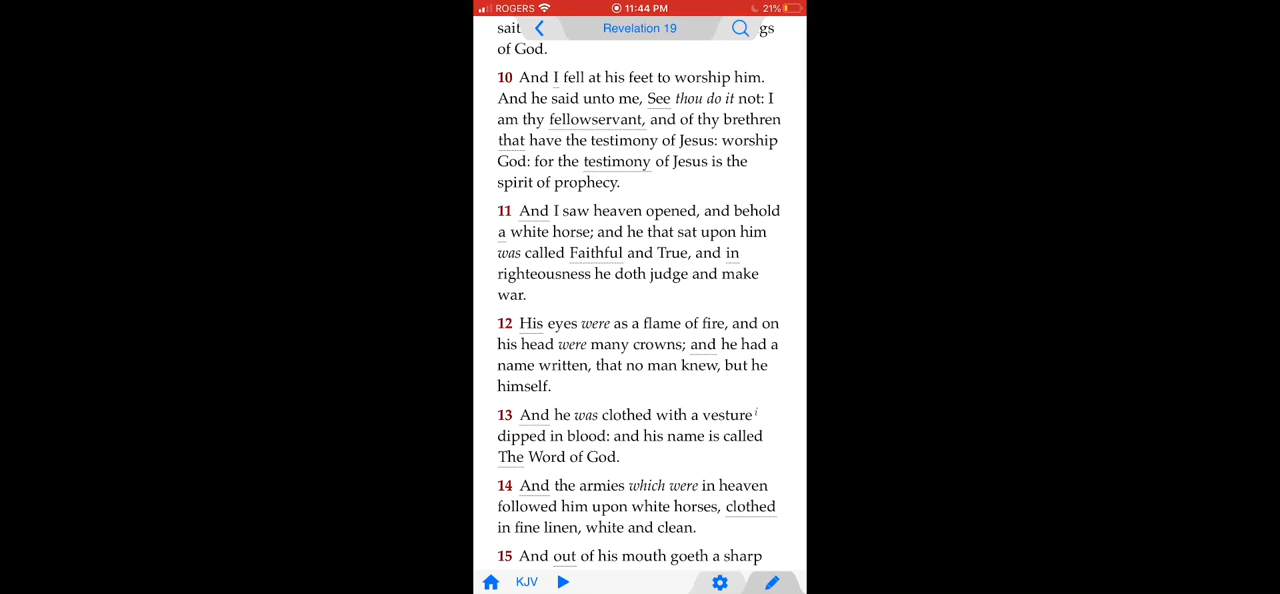 ROGERS 11:44 PM 21%
sait Revelation 19 gs
of God.
10 And I fell at his feet to worship him.
And he said unto me, See thou do it not: I
am thy fellowservant, and of thy brethren
that have the testimony of Jesus: worship
God: for the testimony of Jesus is the
spirit of prophecy.
11 And I saw heaven opened, and behold
a white horse; and he that sat upon him
was called Faithful and True, and in
righteousness he doth judge and make
war.
12 His eyes were as a flame of fire, and on
his head were many crowns; and he had a
name written, that no man knew, but he
himself.
13 And he was clothed with a vesture i
dipped in blood: and his name is called
The Word of God.
14 And the armies which were in heaven
followed him upon white horses, clothed
in fine linen, white and clean.
15 And out of his mouth goeth a sharp
KJV